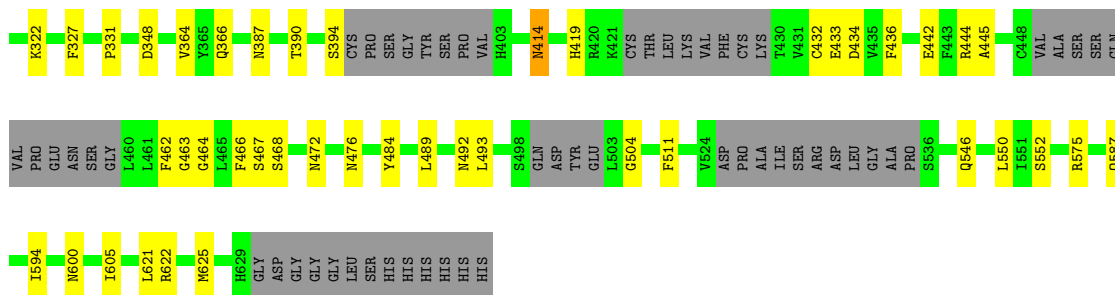 K322 F327 P331 D348 V364 Y365 Q366 N387 T390 S394 CYS PRO SER GLY TYR SER PRO VAL H403 N414 H419 R420 K421 CYS THR LEU LYS VAL PHE CYS LYS T430 V431 C432 E433 D434 V435 F436 E442 F443 R444 A445 C448 VAL ALA SER SER GLN
VAL PRO GLU ASN SER GLY L460 L461 F462 G463 G464 L465 F466 S467 S468 N472 N476 Y484 L489 N492 L493 S498 GLN ASP TYR GLU L503 G504 F511 V524 ASP PRO ALA ILE SER ARG ASP LEU GLY ALA PRO S536 Q546 L550 I551 S552 R575
I594 N600 I605 L621 R622 M625 H629 GLY ASP GLY GLY GLY LEU SER HIS HIS HIS HIS HIS HIS